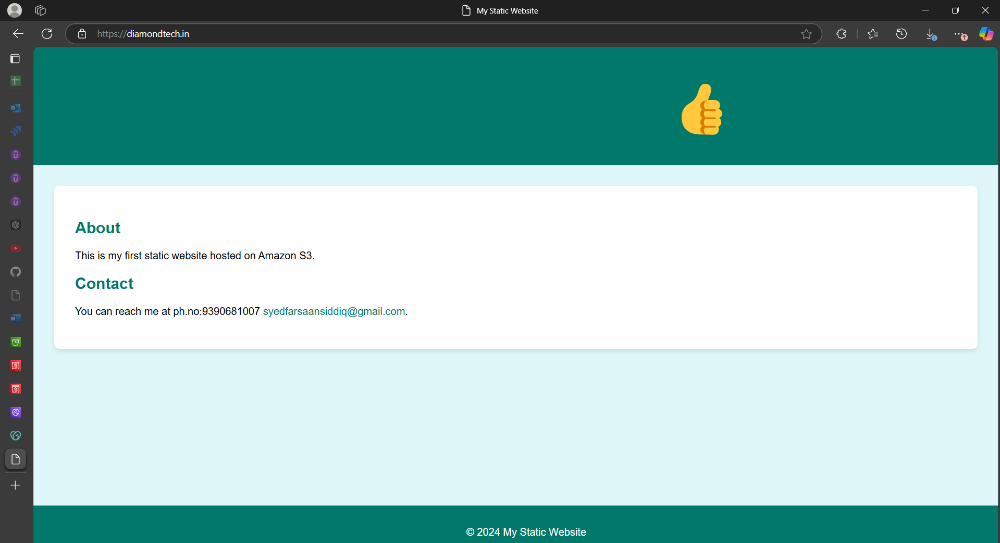 My Static Website
https://diamondtech.in
About
This is my first static website hosted on Amazon S3.
Contact
You can reach me at ph.no:9390681007 syedfarsaansiddiq@gmail.com.
© 2024 My Static Website